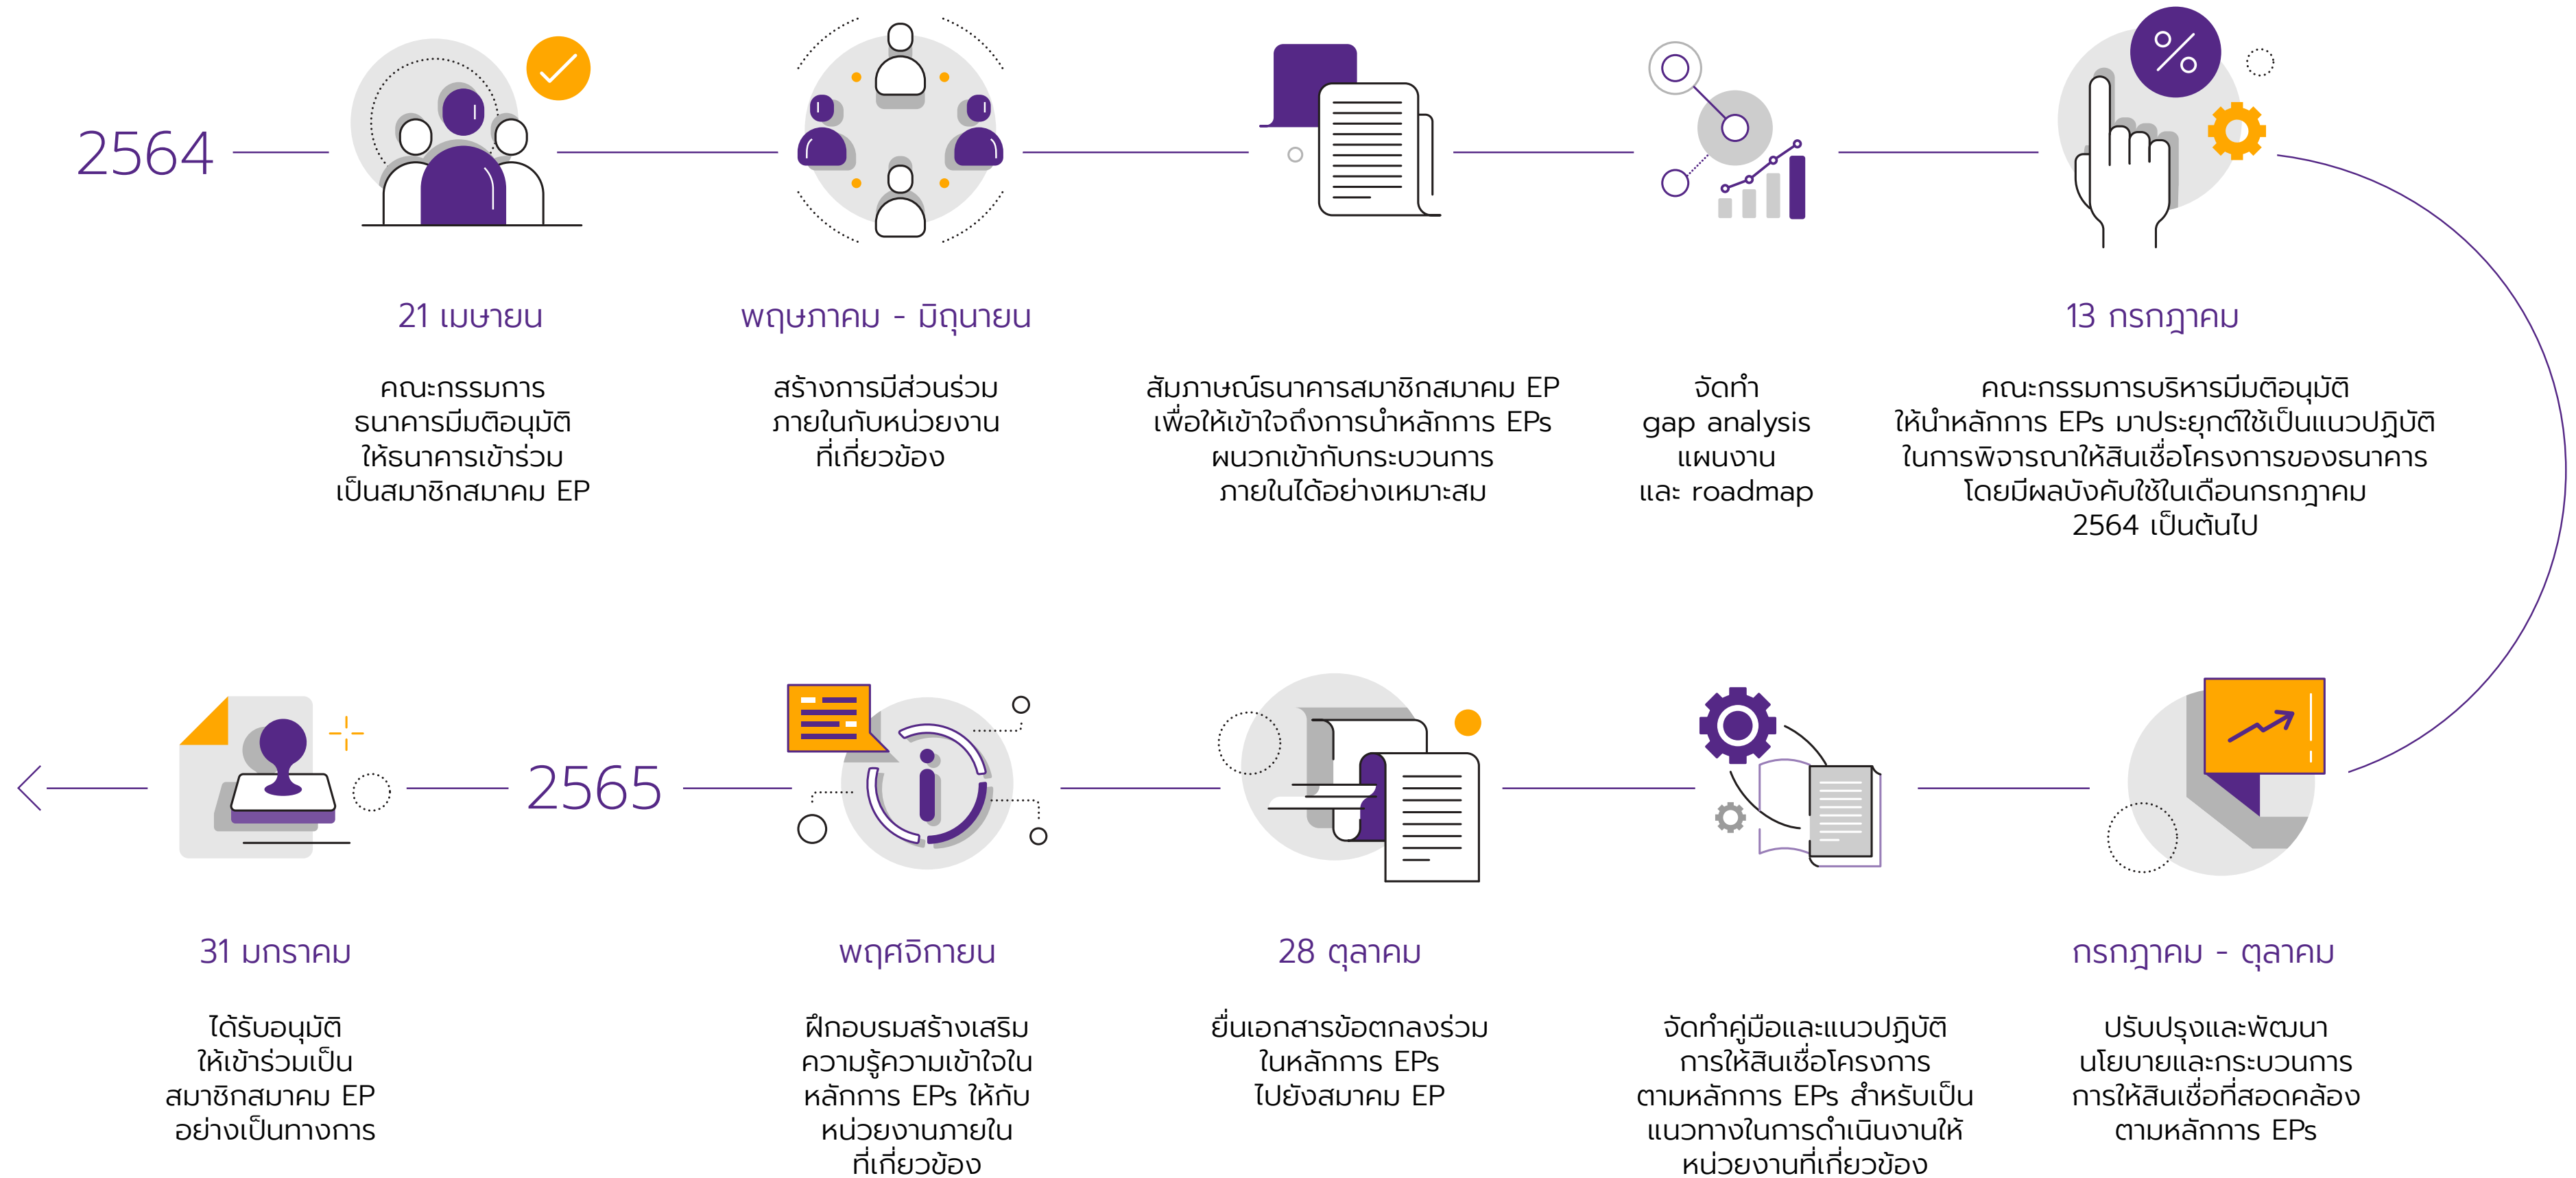 2564
21 เมษายน
คณะกรรมการ
ธนาคารมีมติอนุมัติ
ให้ธนาคารเข้าร่วม
เป็นสมาชิกสมาคม EP
พฤษภาคม - มิถุนายน
สร้างการมีส่วนร่วม
ภายในกับหน่วยงาน
ที่เกี่ยวข้อง
สัมภาษณ์ธนาคารสมาชิกสมาคม EP
เพื่อให้เข้าใจถึงการนำหลักการ EPs
ผนวกเข้ากับกระบวนการ
ภายในได้อย่างเหมาะสม
จัดทำ
gap analysis
แผนงาน
และ roadmap
13 กรกฎาคม
คณะกรรมการบริหารมีมติอนุมัติ
ให้นำหลักการ EPs มาประยุกต์ใช้เป็นแนวปฏิบัติ
ในการพิจารณาให้สินเชื่อโครงการของธนาคาร
โดยมีผลบังคับใช้ในเดือนกรกฎาคม
2564 เป็นต้นไป
กรกฎาคม - ตุลาคม
ปรับปรุงและพัฒนา
นโยบายและกระบวนการ
การให้สินเชื่อที่สอดคล้อง
ตามหลักการ EPs
จัดทำคู่มือและแนวปฏิบัติ
การให้สินเชื่อโครงการ
ตามหลักการ EPs สำหรับเป็น
แนวทางในการดำเนินงานให้
หน่วยงานที่เกี่ยวข้อง
28 ตุลาคม
ยื่นเอกสารข้อตกลงร่วม
ในหลักการ EPs
ไปยังสมาคม EP
พฤศจิกายน
ฝึกอบรมสร้างเสริม
ความรู้ความเข้าใจใน
หลักการ EPs ให้กับ
หน่วยงานภายใน
ที่เกี่ยวข้อง
2565
31 มกราคม
ได้รับอนุมัติ
ให้เข้าร่วมเป็น
สมาชิกสมาคม EP
อย่างเป็นทางการ